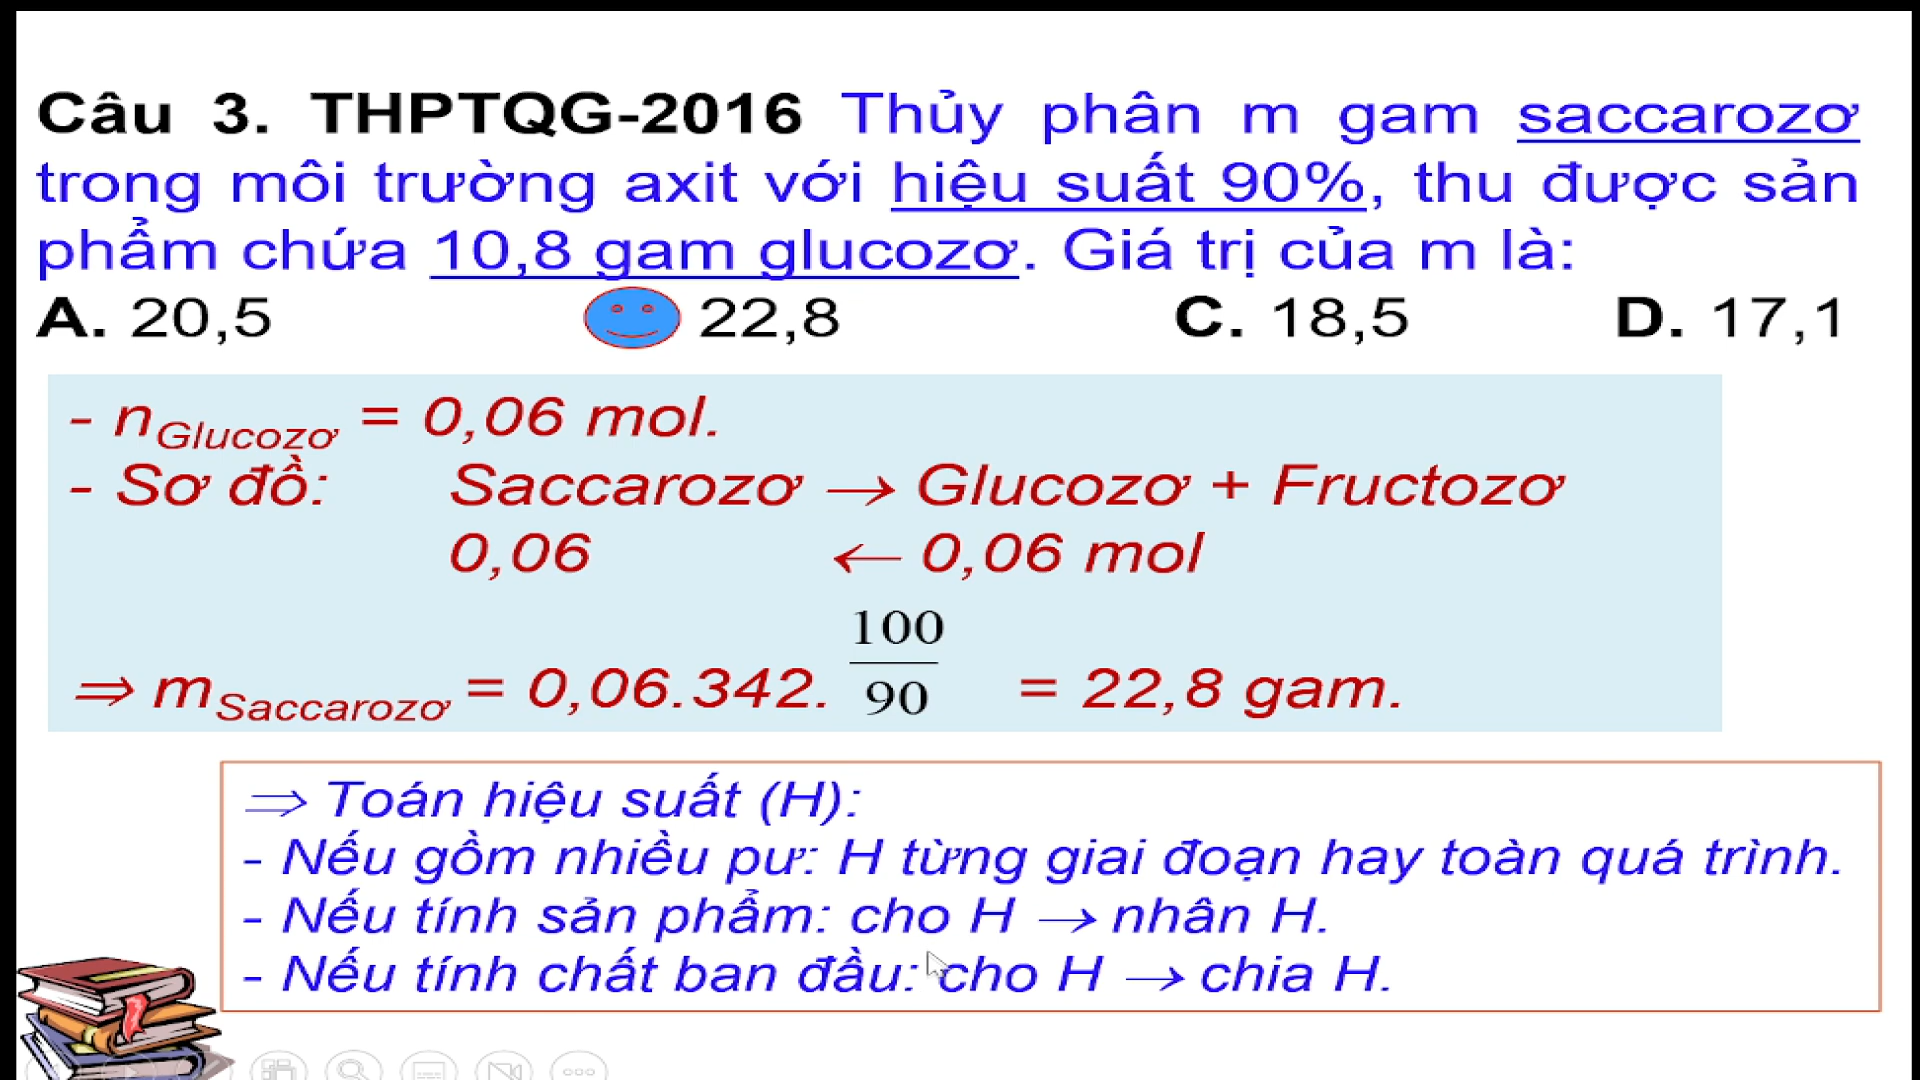 Câu 3. THPTQG-2016 Thủy phân m gam saccarozơ
trong môi trường axit với hiệu suất 90%, thu được sản
phẩm chứa 10,8 gam glucozơ. Giá trị của m là:
A. 20,5 22,8 C. 18,5 D. 17,1
- nGlucozơ = 0,06 mol.
- Sơ đồ: Saccarozơ → Glucozơ + Fructozơ
0,06 ← 0,06 mol
⇒ mSaccarozơ = 0,06.342. 100/90 = 22,8 gam.
⇒ Toán hiệu suất (H):
- Nếu gồm nhiều pư: H từng giai đoạn hay toàn quá trình.
- Nếu tính sản phẩm: cho H → nhân H.
- Nếu tính chất ban đầu: cho H → chia H.